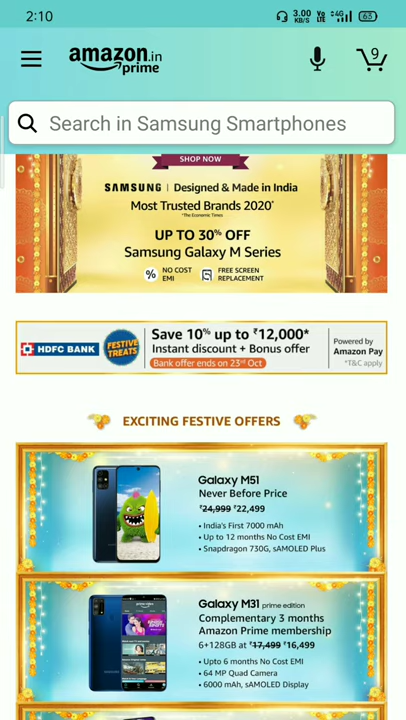 2:10
3.00 KB/S
Vo LTE
4G
63
amazon.in
prime
9
Search in Samsung Smartphones
SHOP NOW
SAMSUNG | Designed & Made in India
Most Trusted Brands 2020*
*The Economic Times
UP TO 30% OFF
Samsung Galaxy M Series
% NO COST EMI
FREE SCREEN REPLACEMENT
HDFC BANK
FESTIVE TREATS
Save 10% up to ₹12,000*
Instant discount + Bonus offer
Bank offer ends on 23rd Oct
Powered by
Amazon Pay
*T&C apply
EXCITING FESTIVE OFFERS
Galaxy M51
Never Before Price
₹24,999 ₹22,499
• India's First 7000 mAh
• Up to 12 months No Cost EMI
• Snapdragon 730G, sAMOLED Plus
Galaxy M31 prime edition
Complementary 3 months
Amazon Prime membership
6+128GB at ₹17,499 ₹16,499
• Upto 6 months No Cost EMI
• 64 MP Quad Camera
• 6000 mAh, sAMOLED Display